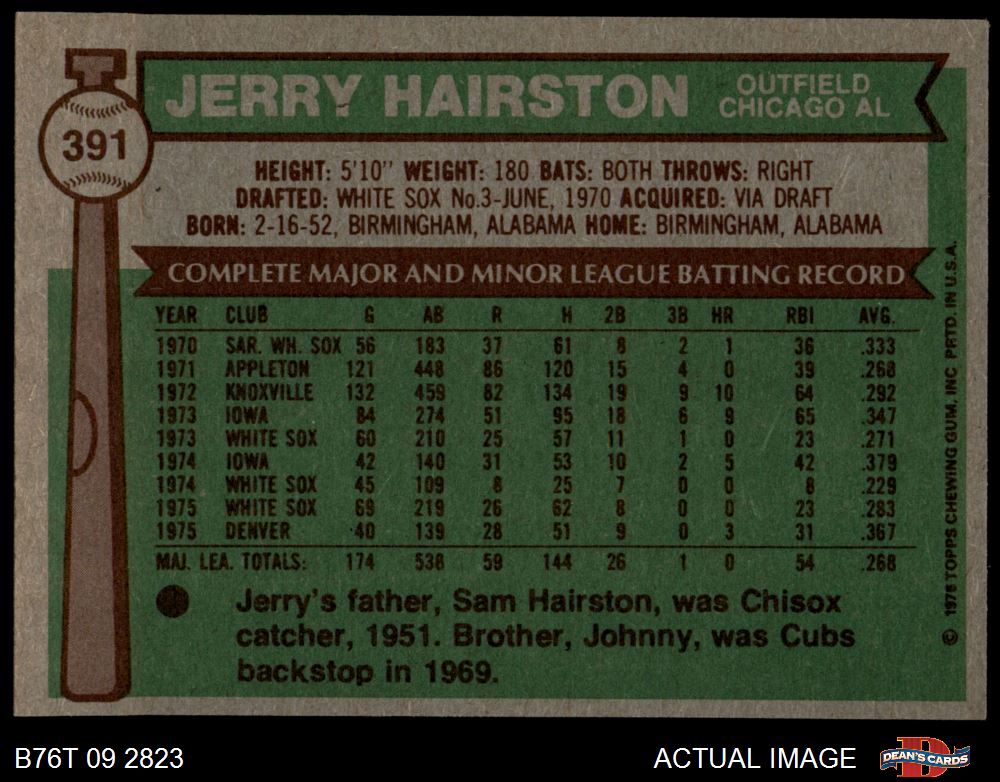 391
JERRY HAIRSTON
OUTFIELD
CHICAGO AL
HEIGHT: 5'10" WEIGHT: 180 BATS: BOTH THROWS: RIGHT
DRAFTED: WHITE SOX No.3-JUNE, 1970 ACQUIRED: VIA DRAFT
BORN: 2-16-52, BIRMINGHAM, ALABAMA HOME: BIRMINGHAM, ALABAMA
COMPLETE MAJOR AND MINOR LEAGUE BATTING RECORD
YEAR CLUB G AB R H 2B 3B HR RBI AVG.
1970 SAR. WH. SOX 56 183 37 61 8 2 1 36 .333
1971 APPLETON 121 448 86 120 15 4 0 39 .268
1972 KNOXVILLE 132 459 82 134 19 9 10 64 .292
1973 IOWA 84 274 51 95 18 6 9 65 .347
1973 WHITE SOX 60 210 25 57 11 1 0 23 .271
1974 IOWA 42 140 31 53 10 2 5 42 .379
1974 WHITE SOX 45 109 8 25 7 0 0 8 .229
1975 WHITE SOX 69 219 26 62 8 0 0 23 .283
1975 DENVER 40 139 28 51 9 0 3 31 .367
MAJ. LEA. TOTALS: 174 538 59 144 26 1 0 54 .268
Jerry's father, Sam Hairston, was Chisox
catcher, 1951. Brother, Johnny, was Cubs
backstop in 1969.
© 1976 TOPPS CHEWING GUM, INC PRTD. IN U.S.A.
B76T 09 2823
ACTUAL IMAGE
DEAN'S CARDS